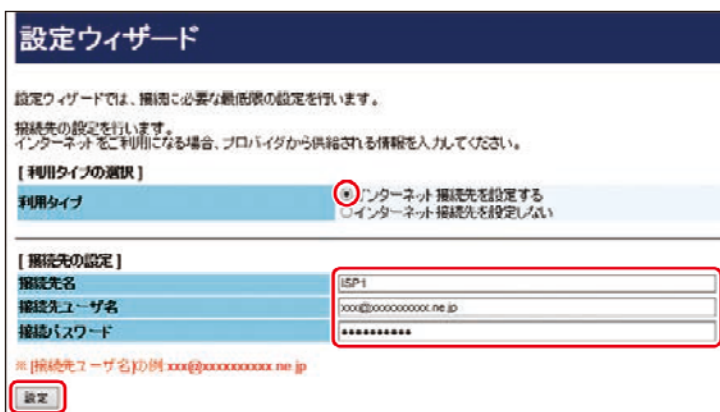 設定ウィザード
設定ウィザードでは、接続に必要な最低限の設定を行います。
接続先の設定を行います。
インターネットをご利用になる場合、プロバイダから供給される情報を入力してください。
[利用タイプの選択]
利用タイプ
インターネット接続先を設定する
インターネット接続先を設定しない
[接続先の設定]
接続先名 ISP1
接続先ユーザ名 xxx@xxxxxxxxxx.ne.jp
接続パスワード ●●●●●●●●●●
※[接続先ユーザ名]の例:xxx@xxxxxxxxxx.ne.jp
設定